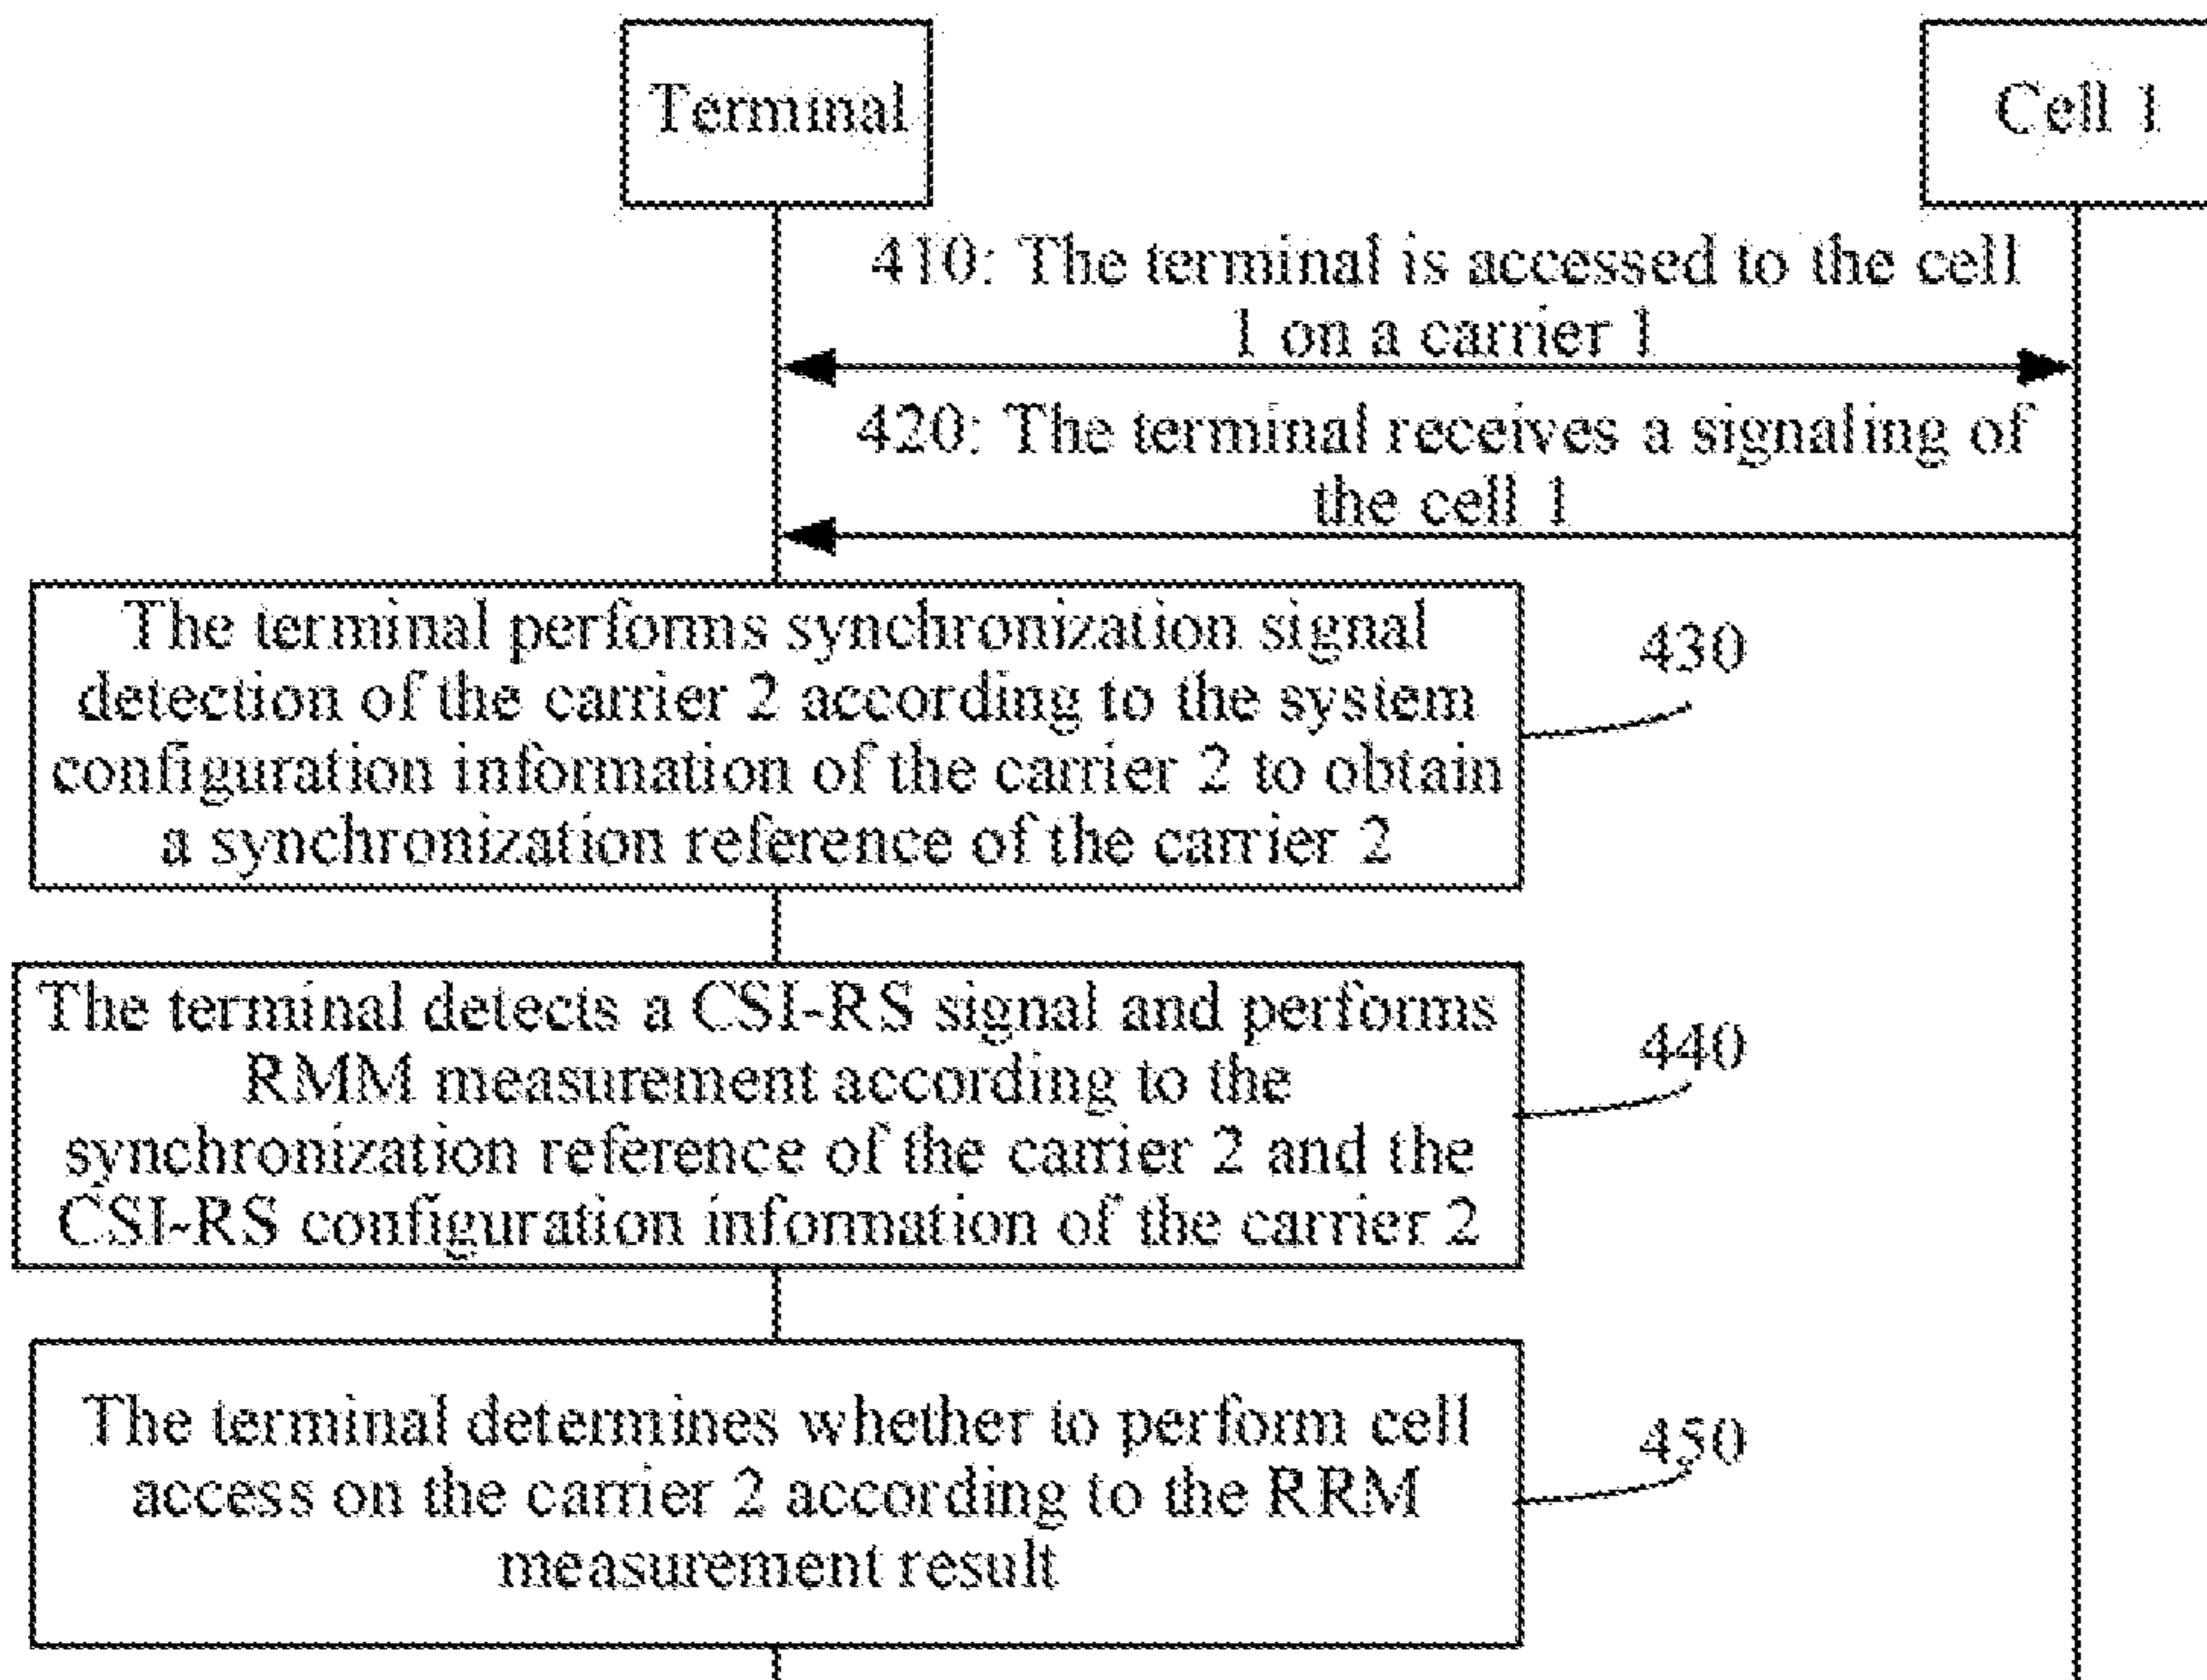 Terminal
Cell 1
410: The terminal is accessed to the cell
1 on a carrier 1
420: The terminal receives a signaling of
the cell 1
The terminal performs synchronization signal
detection of the carrier 2 according to the system
configuration information of the carrier 2 to obtain
a synchronization reference of the carrier 2
430
The terminal detects a CSI-RS signal and performs
RMM measurement according to the
synchronization reference of the carrier 2 and the
CSI-RS configuration information of the carrier 2
440
The terminal determines whether to perform cell
access on the carrier 2 according to the RRM
measurement result
450